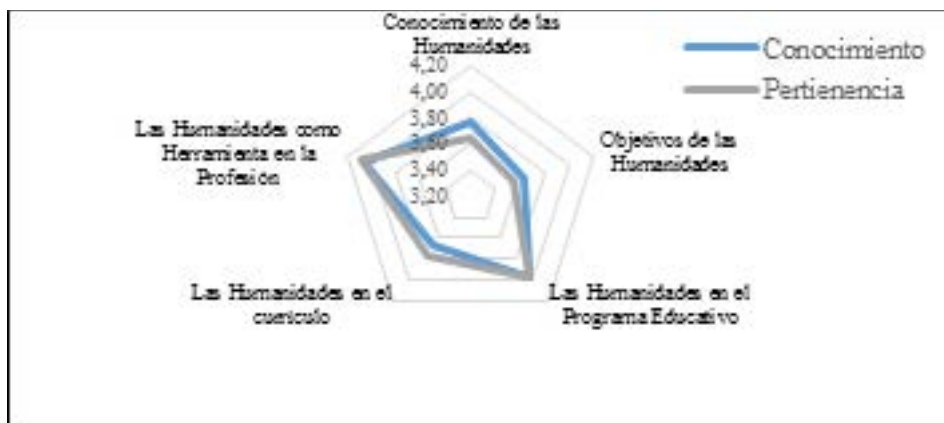 Conocimiento de las
Humanidades
Conocimiento
Pertienencia
4,20
4,00
3,80
3,60
3,40
3,20
Objetivos de las
Humanidades
Las Humanidades como
Herramienta en la
Profesión
Las Humanidades en el
currículo
Las Humanidades en el
Programa Educativo